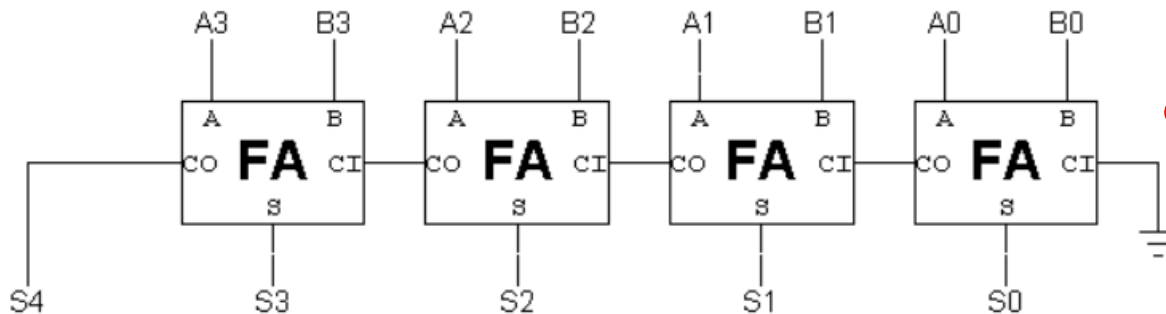 A3 B3 A2 B2 A1 B1 A0 B0
A B A B A B A B
CO FA CI CO FA CI CO FA CI CO FA CI
S S S S
S4 S3 S2 S1 S0